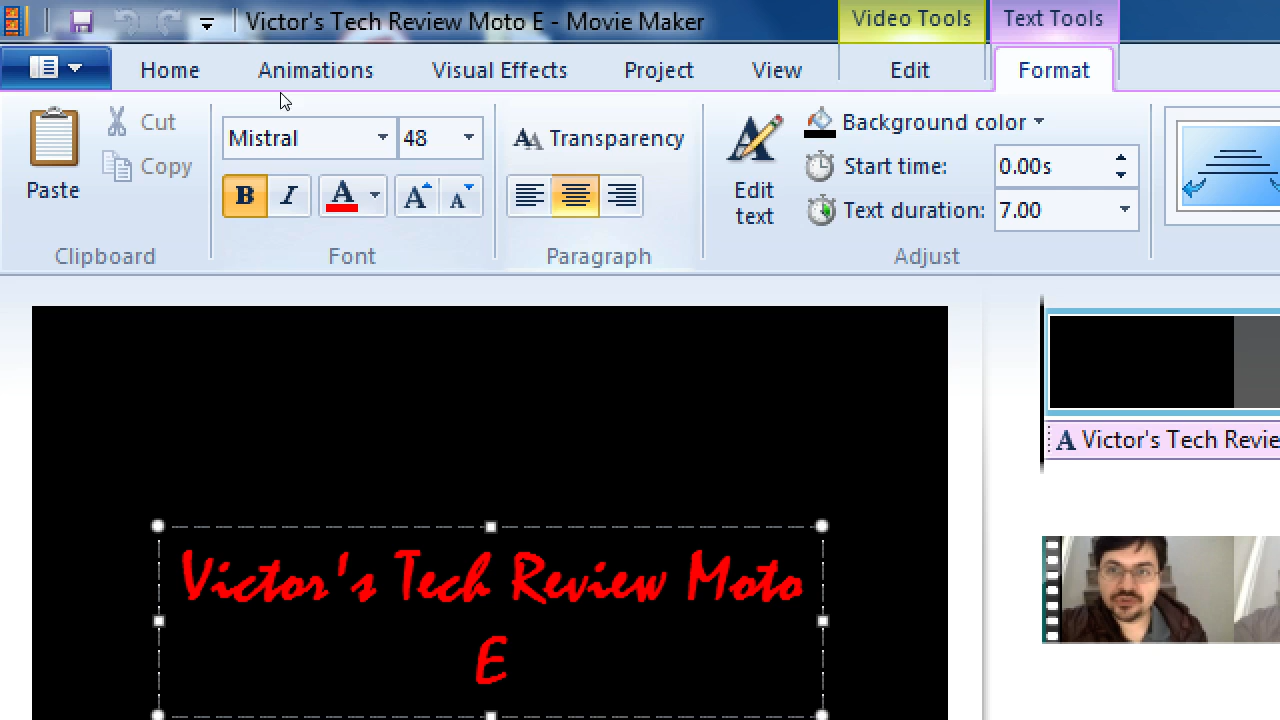 Victor's Tech Review Moto E - Movie Maker
Video Tools
Text Tools
Home
Animations
Visual Effects
Project
View
Edit
Format
Paste
Cut
Copy
Clipboard
Mistral
48
B I A A A
Font
Transparency
Paragraph
Edit
text
Background color
Start time:
0.00s
Text duration:
7.00
Adjust
A Victor's Tech Revie
Victor's Tech Review Moto
E